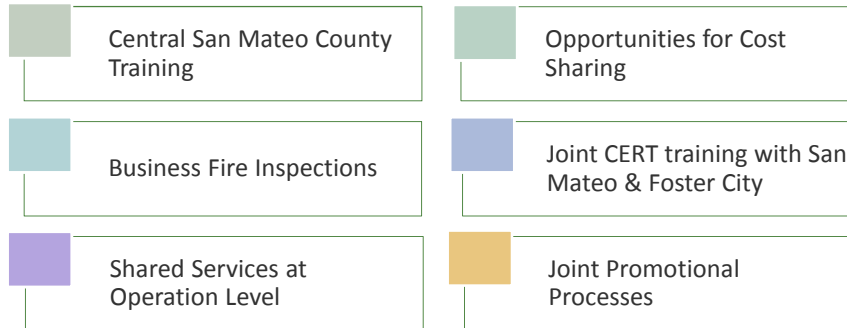 Central San Mateo County
Training
Opportunities for Cost
Sharing
Business Fire Inspections
Joint CERT training with San
Mateo & Foster City
Shared Services at
Operation Level
Joint Promotional
Processes